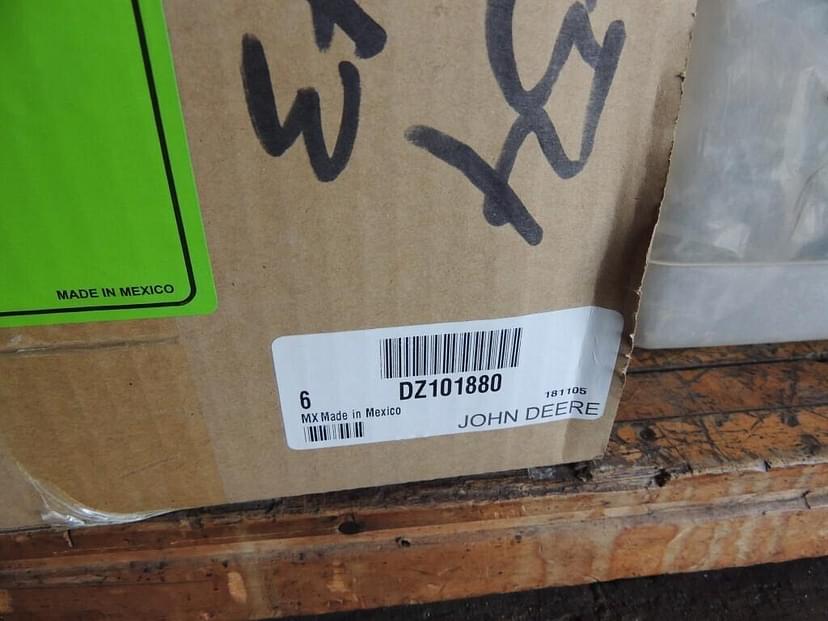 MADE IN MEXICO
DZ101880
6
181105
MX Made in Mexico
JOHN DEERE